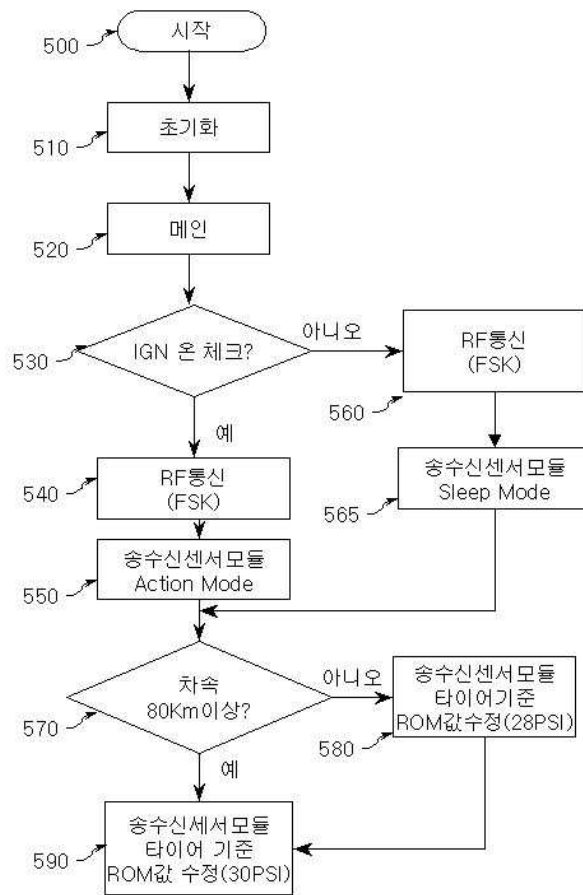 시작
500
초기화
510
메인
520
IGN 온 체크?
530
아니오
RF통신
(FSK)
560
예
RF통신
(FSK)
540
송수신센서모듈
Sleep Mode
565
송수신센서모듈
Action Mode
550
차속
80Km이상?
570
아니오
송수신센서모듈
타이어기준
ROM값수정(28PSI)
580
예
송수신세서모듈
타이어 기준
ROM값 수정(30PSI)
590